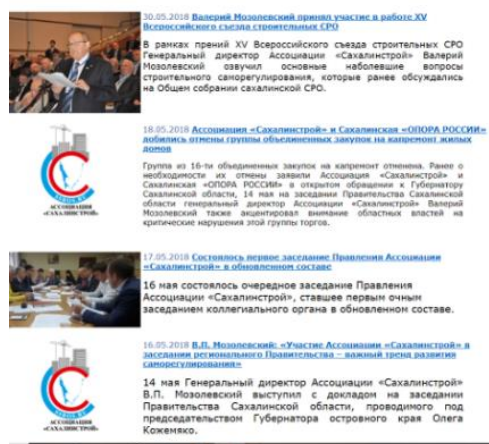 30.05.2018 Валерий Мозолевский принял участие в работе XV
Всероссийского съезда строительных СРО
В рамках прений XV Всероссийского съезда строительных СРО
Генеральный директор Ассоциации «Сахалинстрой» Валерий
Мозолевский озвучил основные наболевшие вопросы
строительного саморегулирования, которые ранее обсуждались
на Общем собрании сахалинской СРО.
18.05.2018 Ассоциация «Сахалинстрой» и Сахалинская «ОПОРА РОССИИ»
добились отмены группы объединенных закупок на капремонт жилых
домов
Группа из 16-ти объединенных закупок на капремонт отменена. Ранее о
необходимости их отмены заявили Ассоциация «Сахалинстрой» и
Сахалинская «ОПОРА РОССИИ» в открытом обращении к Губернатору
Сахалинской области, 14 мая на заседании Правительства Сахалинской
области генеральный директор Ассоциации «Сахалинстрой» Валерий
Мозолевский также акцентировал внимание областных властей на
критические нарушения этой группы торгов.
АССОЦИАЦИЯ
«САХАЛИНСТРОЙ»
17.05.2018 Состоялось первое заседание Правления Ассоциации
«Сахалинстрой» в обновленном составе
16 мая состоялось очередное заседание Правления
Ассоциации «Сахалинстрой», ставшее первым очным
заседанием коллегиального органа в обновленном составе.
16.05.2018 В.П. Мозолевский: «Участие Ассоциации «Сахалинстрой» в
заседании регионального Правительства – важный тренд развития
саморегулирования»
14 мая Генеральный директор Ассоциации «Сахалинстрой»
В.П. Мозолевский выступил с докладом на заседании
Правительства Сахалинской области, проводимого под
председательством Губернатора островного края Олега
Кожемяко.
АССОЦИАЦИЯ
«САХАЛИНСТРОЙ»